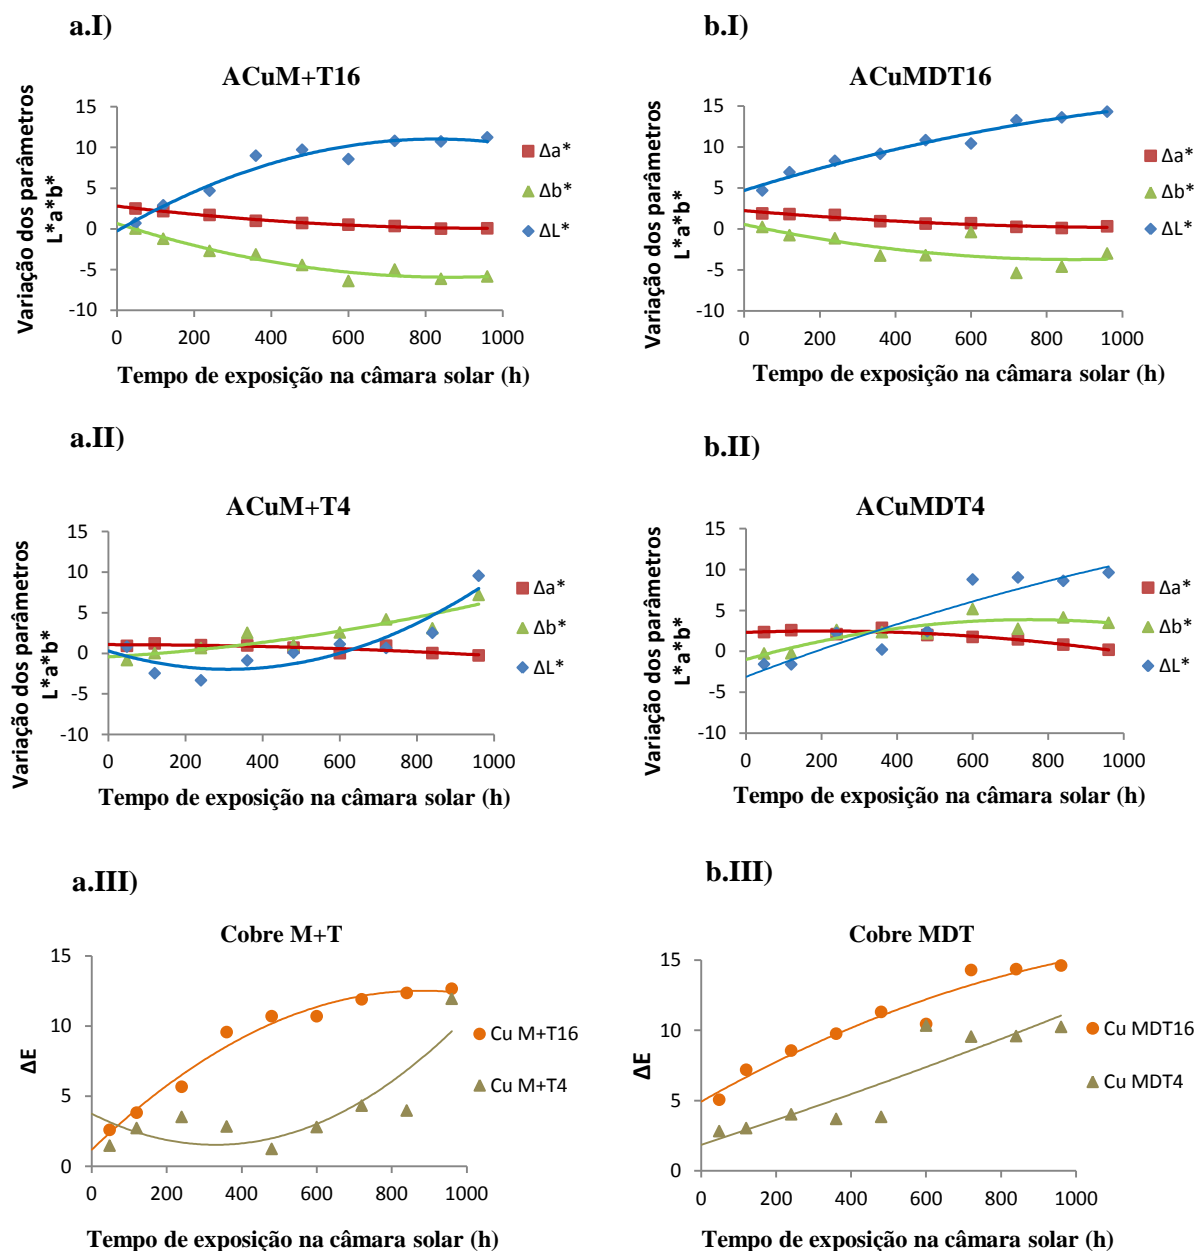 a.I)
ACuM+T16
Variação dos parâmetros
L*a*b*
15
10
5
0
-5
-10
0 200 400 600 800 1000
Tempo de exposição na câmara solar (h)
Δa*
Δb*
ΔL*
b.I)
ACuMDT16
Variação dos parâmetros
L*a*b*
15
10
5
0
-5
-10
0 200 400 600 800 1000
Tempo de exposição na câmara solar (h)
Δa*
Δb*
ΔL*
a.II)
ACuM+T4
Variação dos parâmetros
L*a*b*
15
10
5
0
-5
-10
0 200 400 600 800 1000
Tempo de exposição na câmara solar (h)
Δa*
Δb*
ΔL*
b.II)
ACuMDT4
Variação dos parâmetros
L*a*b*
15
10
5
0
-5
-10
0 200 400 600 800 1000
Tempo de exposição na câmara solar (h)
Δa*
Δb*
ΔL*
a.III)
Cobre M+T
ΔE
15
10
5
0
0 200 400 600 800 1000
Tempo de exposição na câmara solar (h)
Cu M+T16
Cu M+T4
b.III)
Cobre MDT
ΔE
15
10
5
0
0 200 400 600 800 1000
Tempo de exposição na câmara solar (h)
Cu MDT16
Cu MDT4